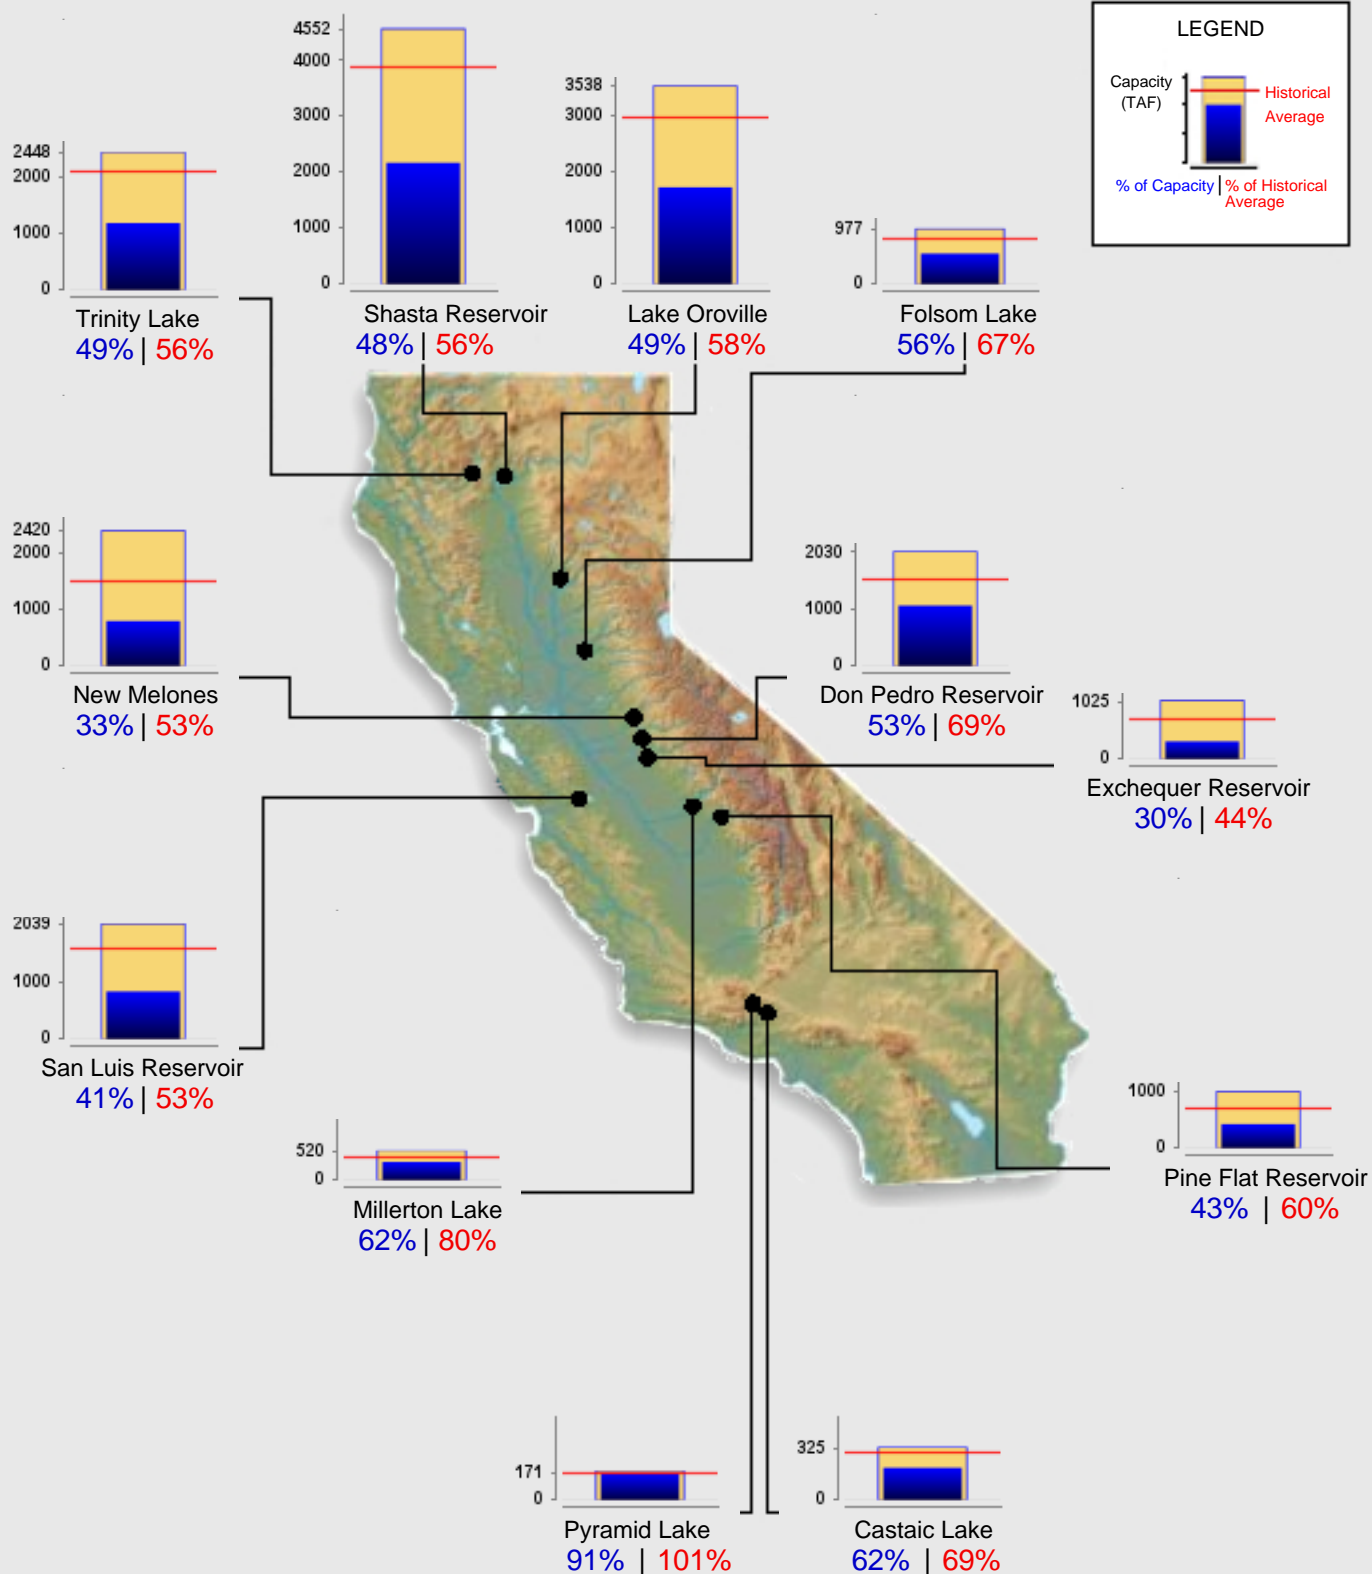 LEGEND
Capacity
(TAF)
Historical
Average
% of Capacity | % of Historical
Average
4552
4000
3000
2000
1000
0
Shasta Reservoir
48% | 56%
3538
3000
2000
1000
0
Lake Oroville
49% | 58%
2448
2000
1000
0
Trinity Lake
49% | 56%
977
0
Folsom Lake
56% | 67%
2420
2000
1000
0
New Melones
33% | 53%
2030
1000
0
Don Pedro Reservoir
53% | 69%
1025
0
Exchequer Reservoir
30% | 44%
2039
1000
0
San Luis Reservoir
41% | 53%
520
0
Millerton Lake
62% | 80%
1000
0
Pine Flat Reservoir
43% | 60%
171
0
Pyramid Lake
91% | 101%
325
0
Castaic Lake
62% | 69%